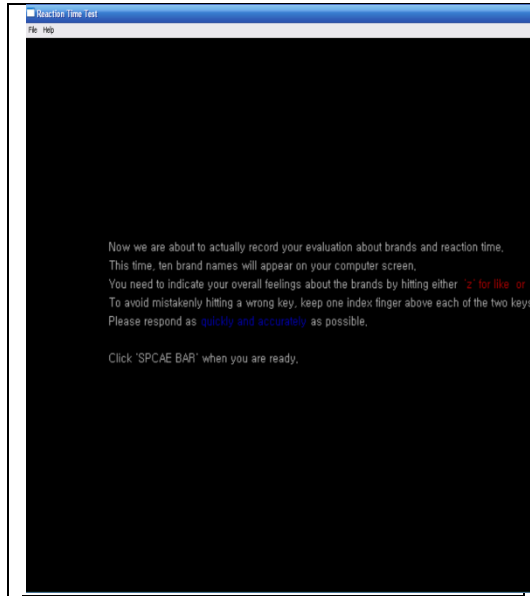 Reaction Time Test
File Help
Now we are about to actually record your evaluation about brands and reaction time,
This time, ten brand names will appear on your computer screen,
You need to indicate your overall feelings about the brands by hitting either 'z' for like or
To avoid mistakenly hitting a wrong key, keep one index finger above each of the two keys
Please respond as quickly and accurately as possible,
Click 'SPCAE BAR' when you are ready,